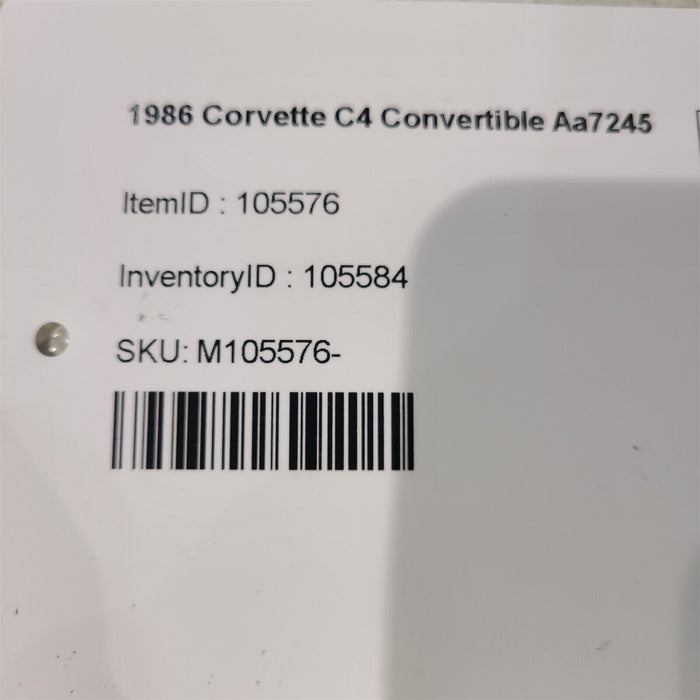 1986 Corvette C4 Convertible Aa7245
ItemID : 105576
InventoryID : 105584
SKU: M105576-